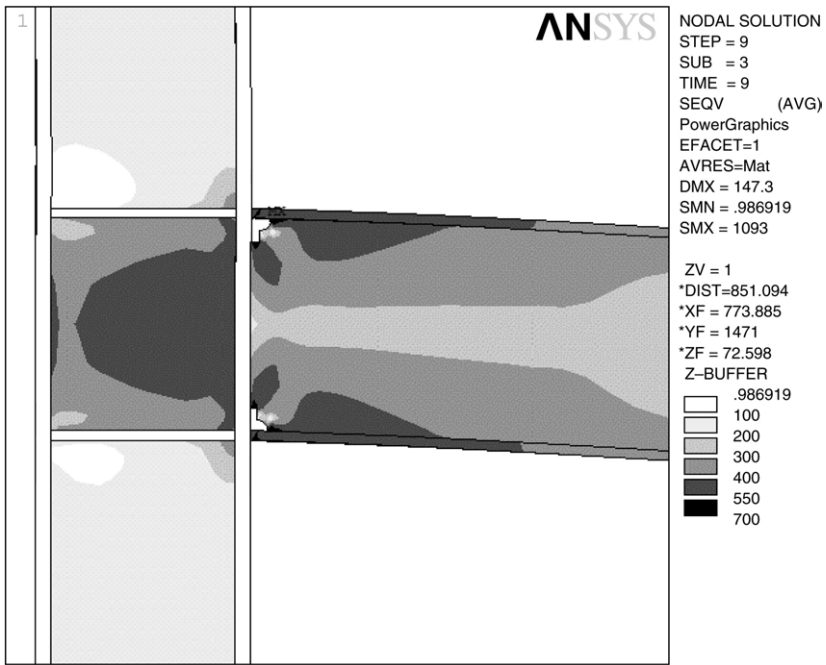 1
ANSYS
NODAL SOLUTION
STEP = 9
SUB = 3
TIME = 9
SEQV (AVG)
PowerGraphics
EFACET=1
AVRES=Mat
DMX = 147.3
SMN = .986919
SMX = 1093
ZV = 1
*DIST=851.094
*XF = 773.885
*YF = 1471
*ZF = 72.598
Z–BUFFER
.986919
100
200
300
400
550
700
MX